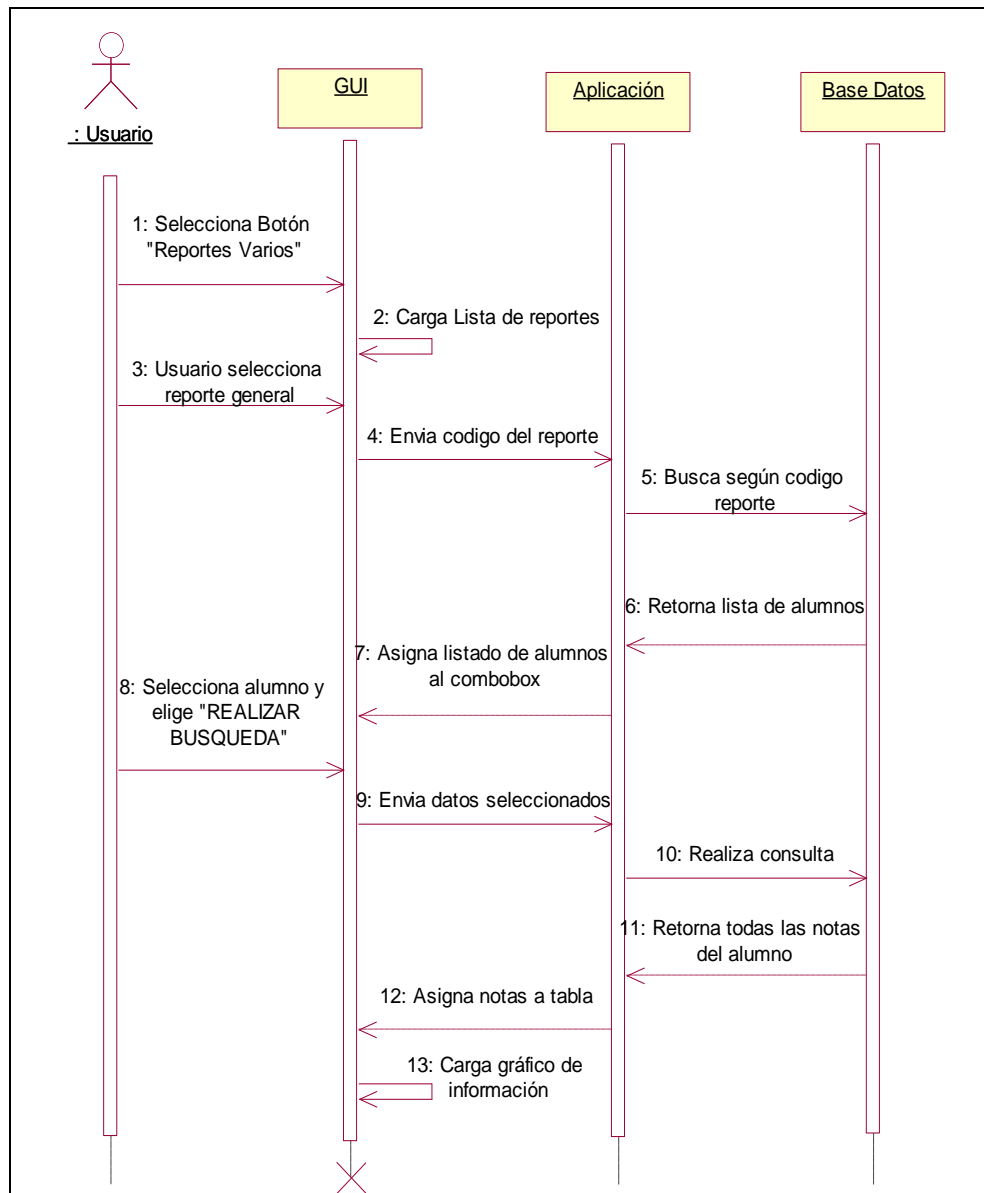 GUI
Aplicación
Base Datos
: Usuario
1: Selecciona Botón
"Reportes Varios"
2: Carga Lista de reportes
3: Usuario selecciona
reporte general
4: Envia codigo del reporte
5: Busca según codigo
reporte
6: Retorna lista de alumnos
7: Asigna listado de alumnos
al combobox
8: Selecciona alumno y
elige "REALIZAR
BUSQUEDA"
9: Envia datos seleccionados
10: Realiza consulta
11: Retorna todas las notas
del alumno
12: Asigna notas a tabla
13: Carga gráfico de
información